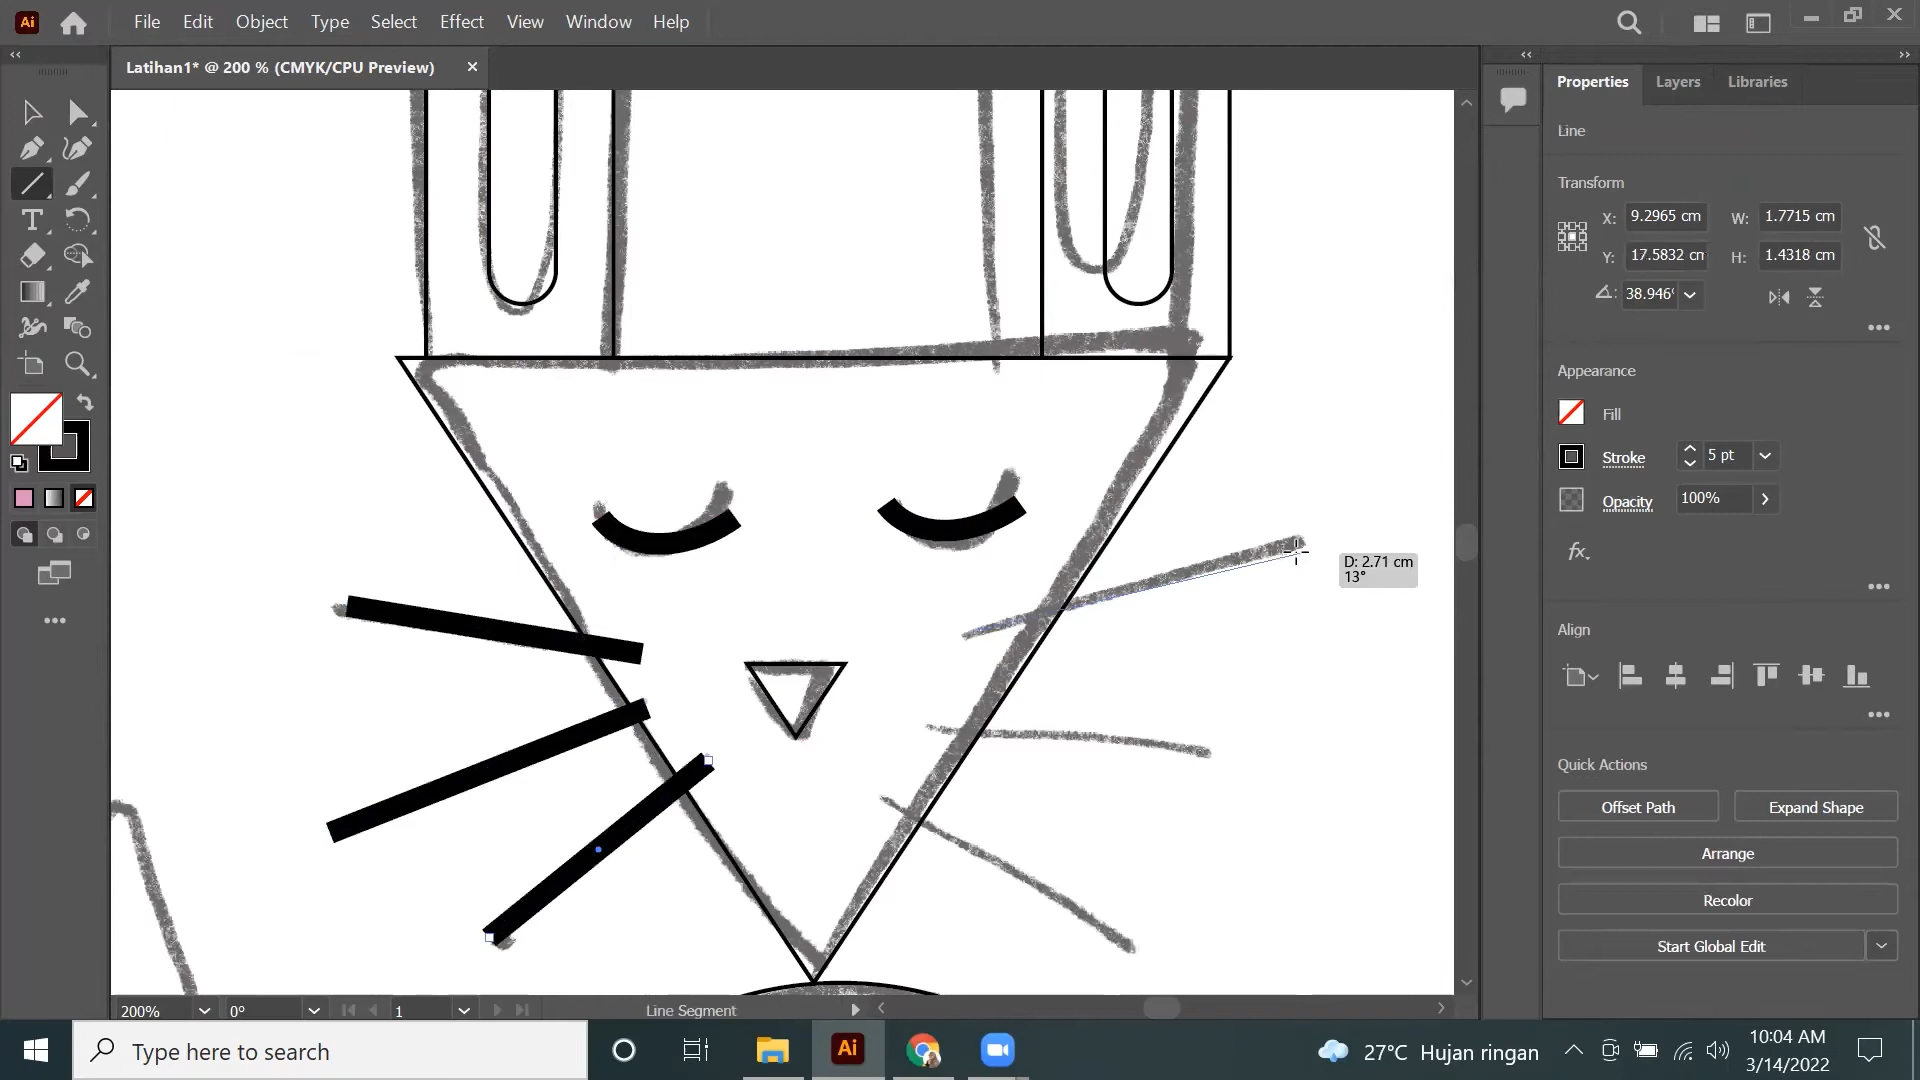 Ai File Edit Object Type Select Effect View Window Help
Latihan1* @ 200 % (CMYK/CPU Preview)
Properties Layers Libraries
Line
Transform
X: 9.2965 cm W: 1.7715 cm
Y: 17.5832 cm H: 1.4318 cm
38.946°
Appearance
Fill
Stroke 5 pt
Opacity 100%
fx
D: 2.71 cm
13°
Align
Quick Actions
Offset Path Expand Shape
Arrange
Recolor
Start Global Edit
200% 0° 1 Line Segment
Type here to search
Ai
27°C Hujan ringan
10:04 AM
3/14/2022